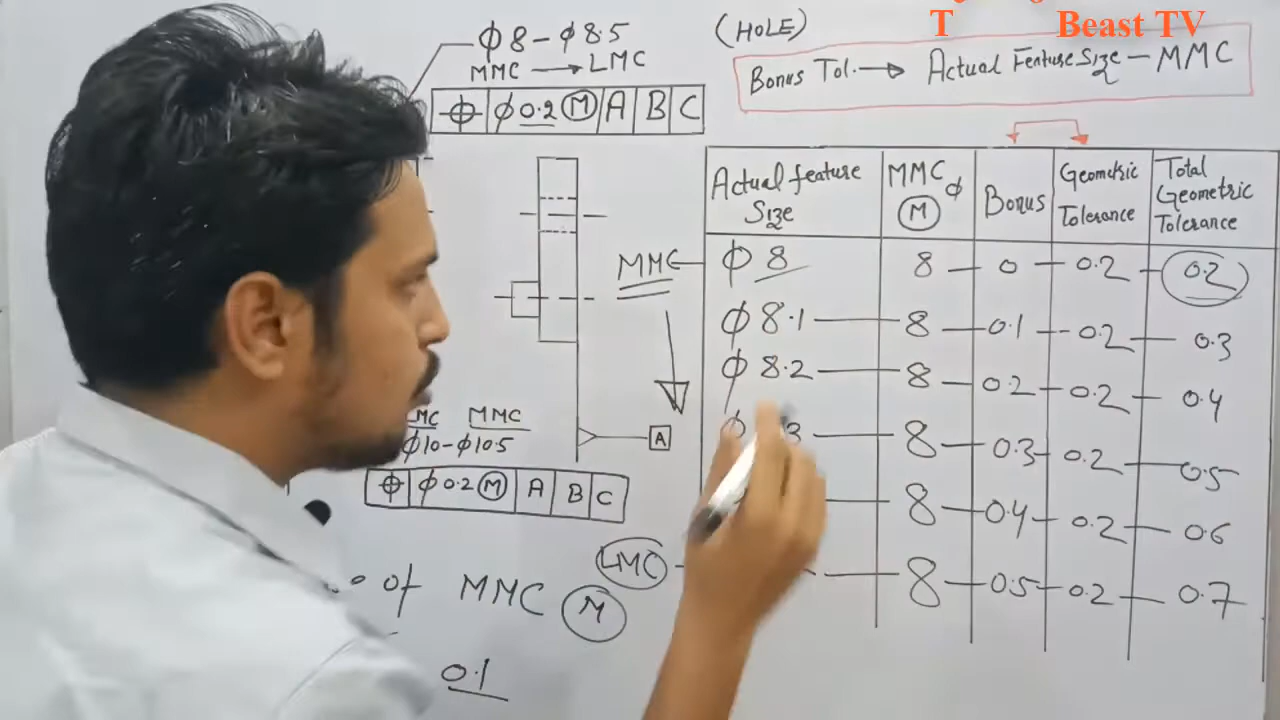 T Beast TV
(HOLE)
Bonus Tol. → Actual Feature Size – MMC
ϕ8 – ϕ8.5
MMC → LMC
⌖ ϕ0.2 Ⓜ A B C
Actual feature Size MMC Ⓜ ϕ Bonus Geometric Tolerance Total Geometric Tolerance
MMC ϕ 8 8 0 0.2 0.2
ϕ 8.1 8 0.1 0.2 0.3
ϕ 8.2 8 0.2 0.2 0.4
8 0.3 0.2 0.5
8 0.4 0.2 0.6
LMC 8 0.5 0.2 0.7
A
MMC
ϕ10 – ϕ10.5
⌖ ϕ0.2 Ⓜ A B C
of MMC Ⓜ
0.1